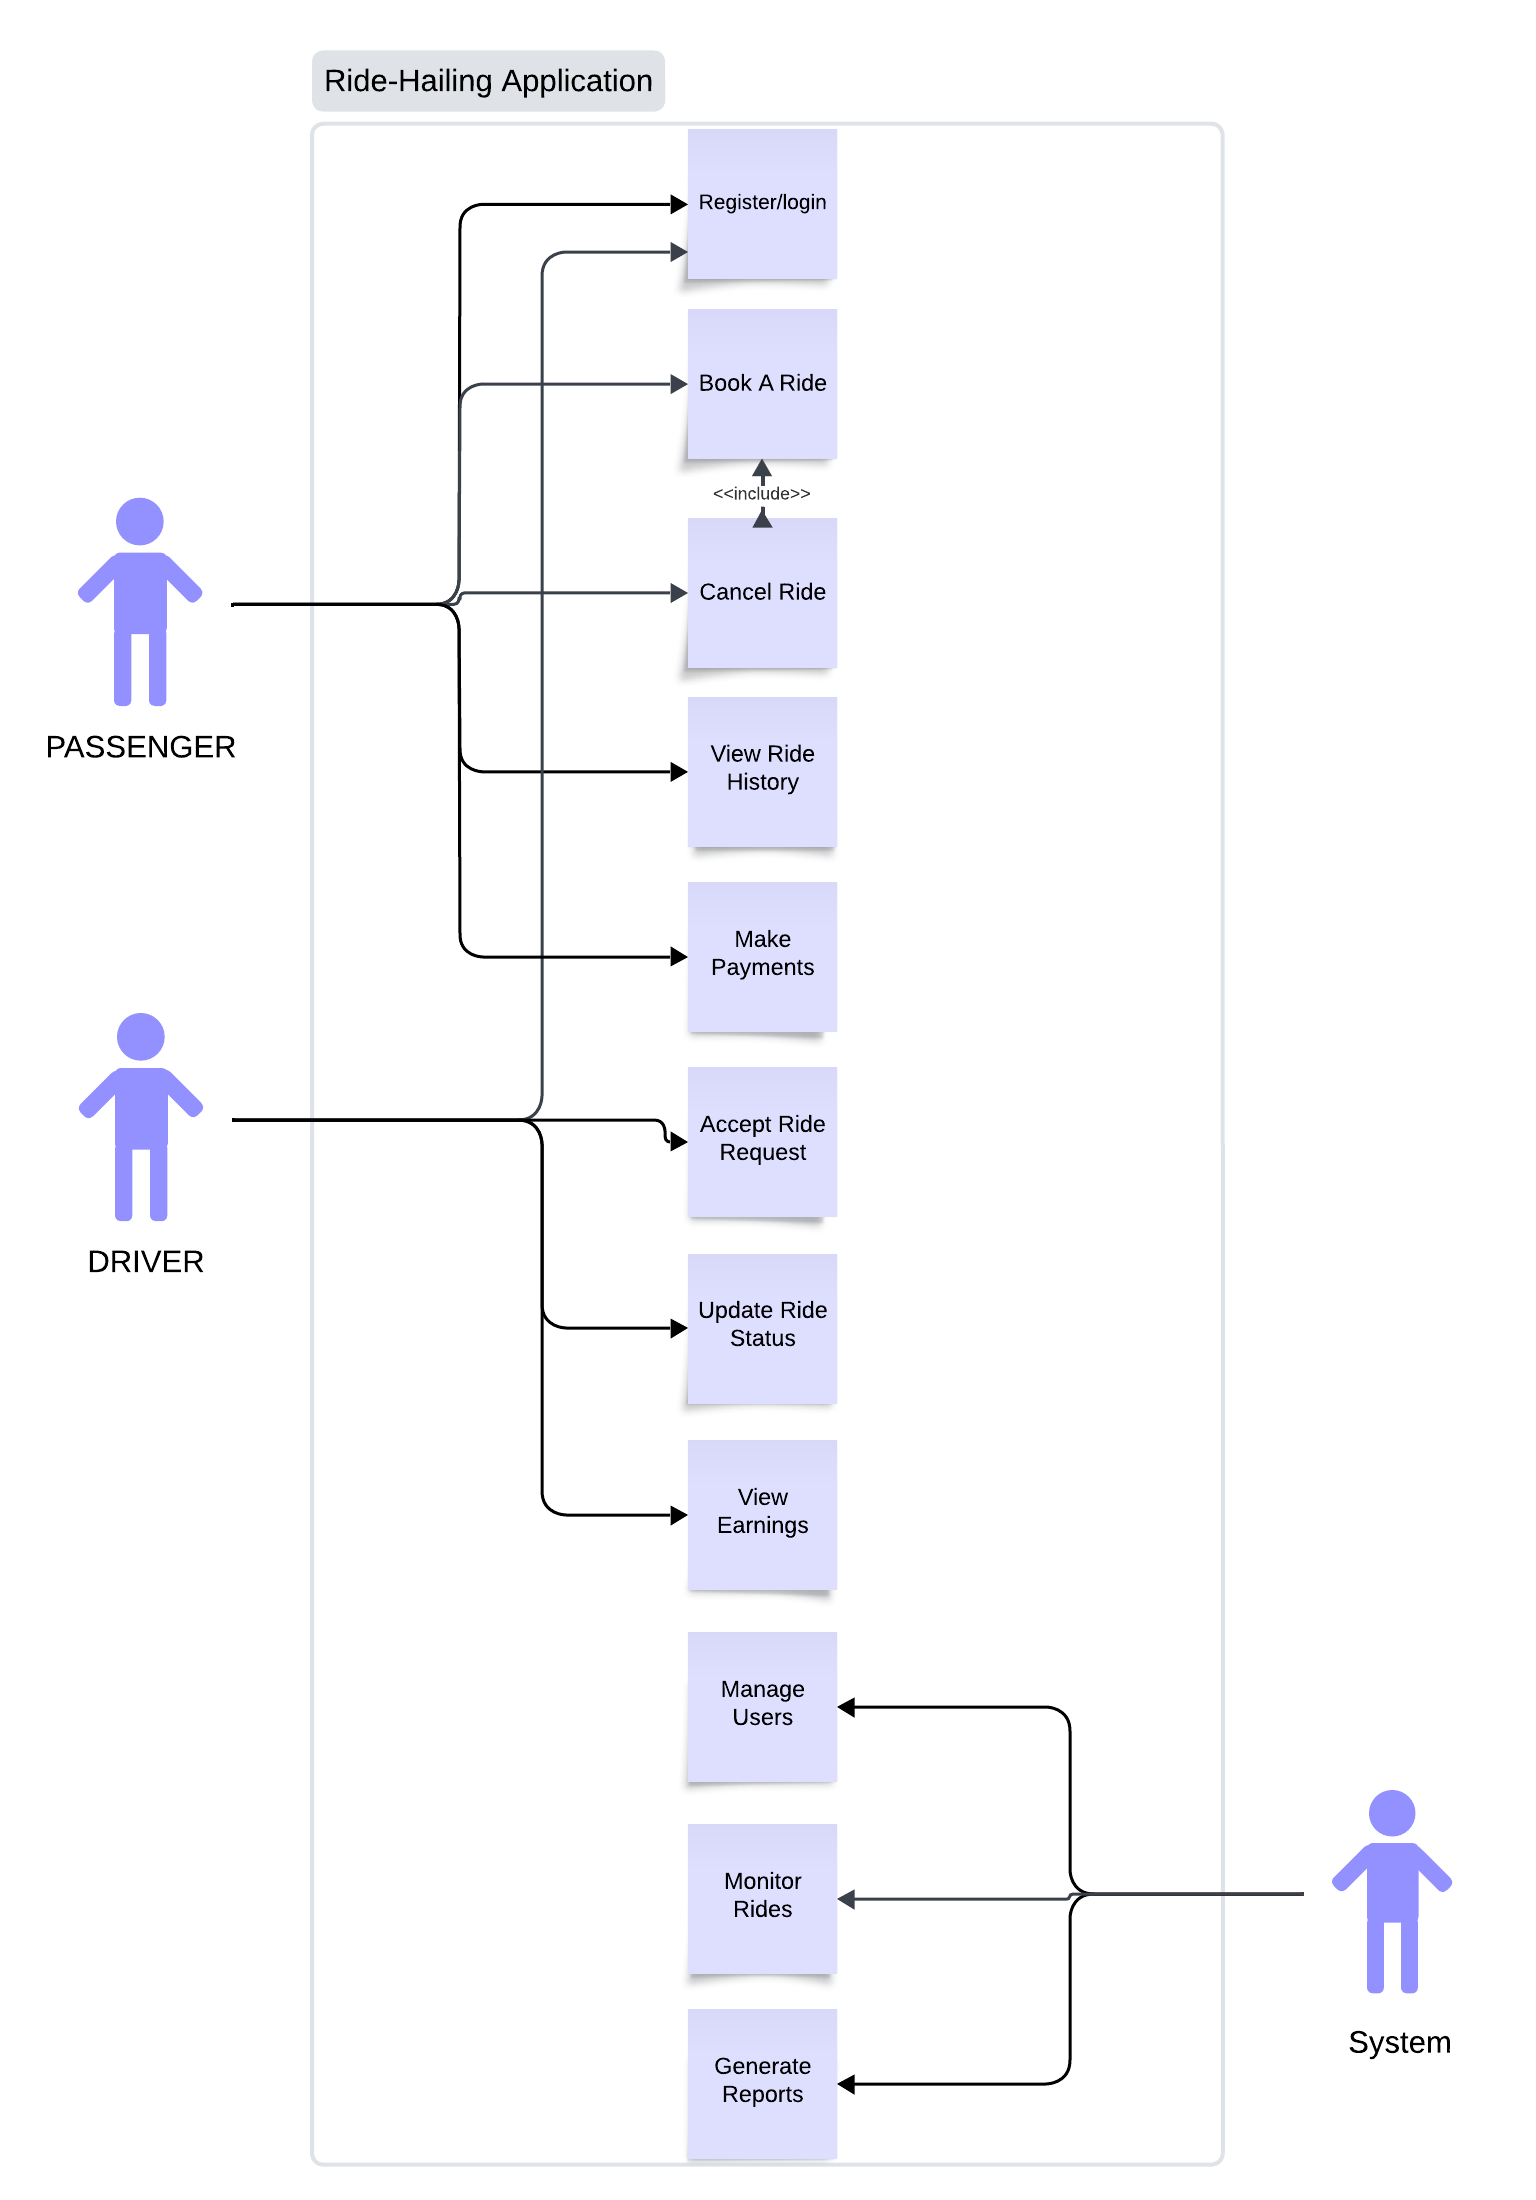 Ride-Hailing Application
Register/login
Book A Ride
<<include>>
Cancel Ride
View Ride
History
PASSENGER
Make
Payments
Accept Ride
Request
DRIVER
Update Ride
Status
View
Earnings
Manage
Users
Monitor
Rides
System
Generate
Reports